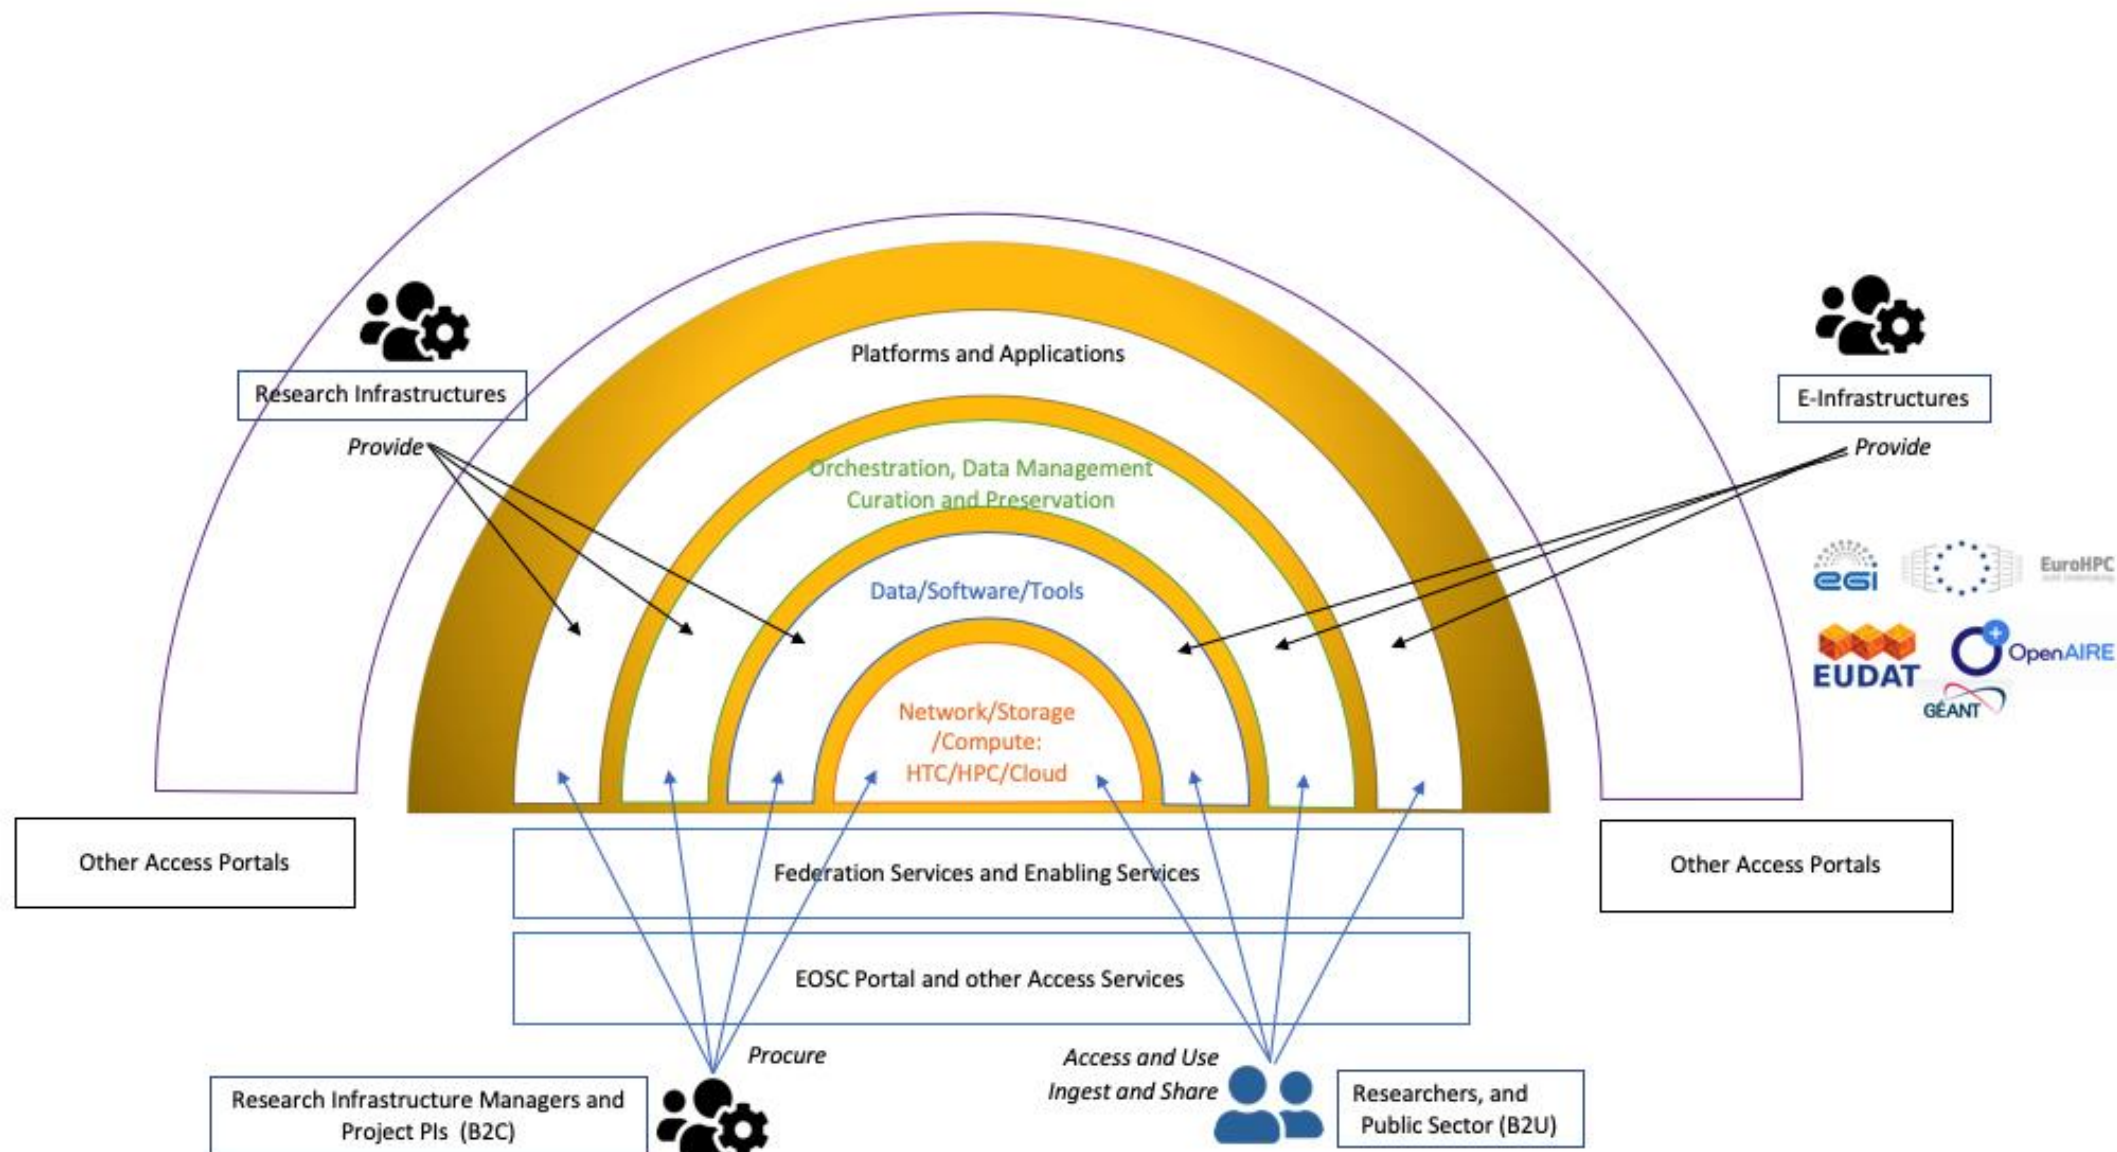 Platforms and Applications
Research Infrastructures
E-Infrastructures
Provide
Provide
Orchestration, Data Management
Curation and Preservation
Data/Software/Tools
egi
EuroHPC
Joint Undertaking
EUDAT
OpenAIRE
GÉANT
Network/Storage
/Compute:
HTC/HPC/Cloud
Other Access Portals
Federation Services and Enabling Services
Other Access Portals
EOSC Portal and other Access Services
Procure
Access and Use
Ingest and Share
Research Infrastructure Managers and
Project PIs (B2C)
Researchers, and
Public Sector (B2U)